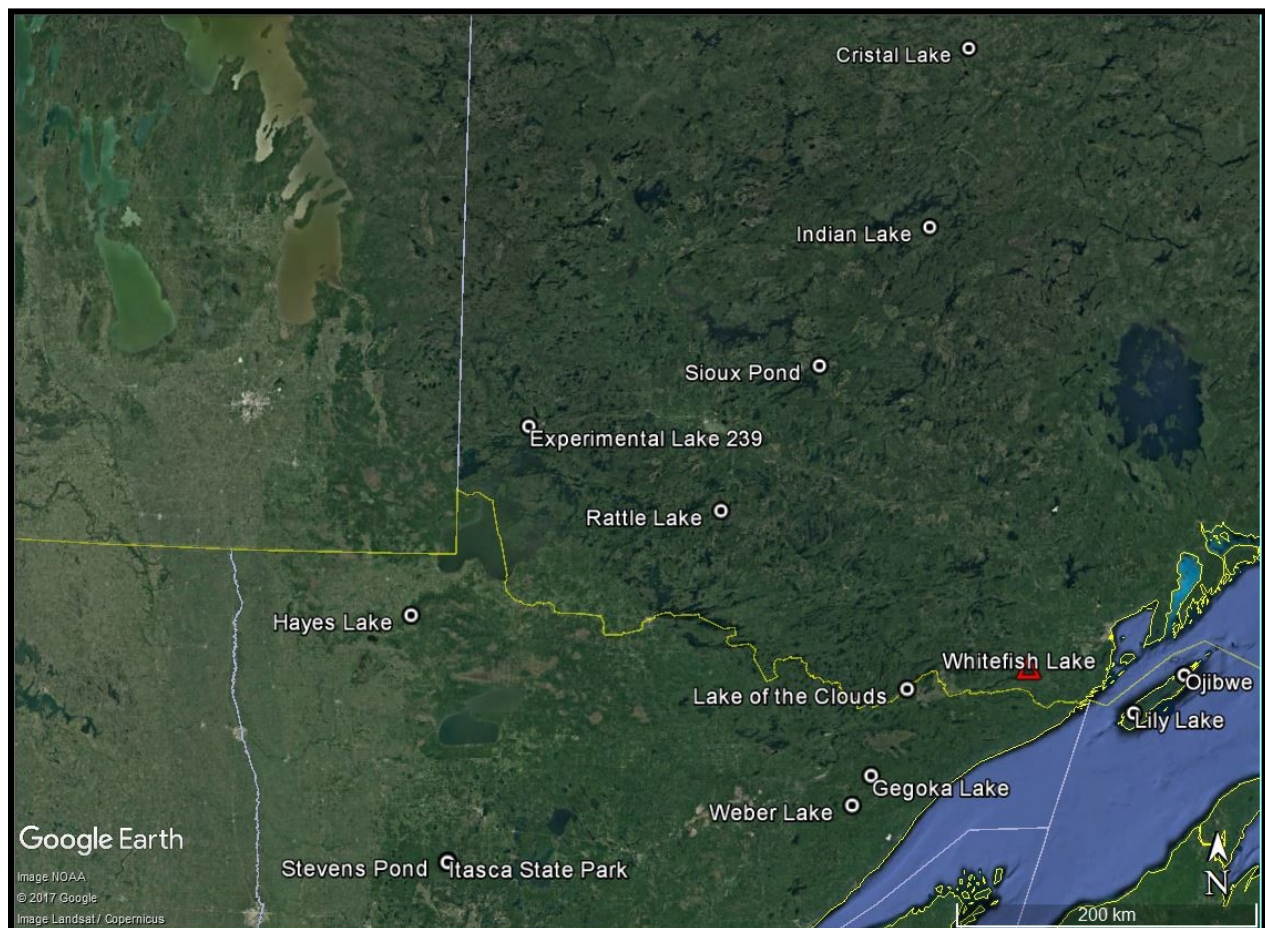 Cristal Lake
Indian Lake
Sioux Pond
Experimental Lake 239
Rattle Lake
Hayes Lake
Whitefish Lake
Ojibwe
Lake of the Clouds
Lily Lake
Gegoka Lake
Weber Lake
Google Earth
Stevens Pond Itasca State Park
Image NOAA
© 2017 Google
Image Landsat / Copernicus
N
200 km